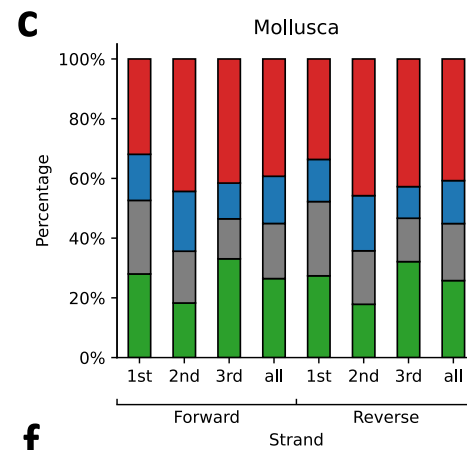 c
Mollusca
100%
80%
60%
40%
20%
0%
Percentage
1st 2nd 3rd all 1st 2nd 3rd all
Forward Reverse
Strand
f